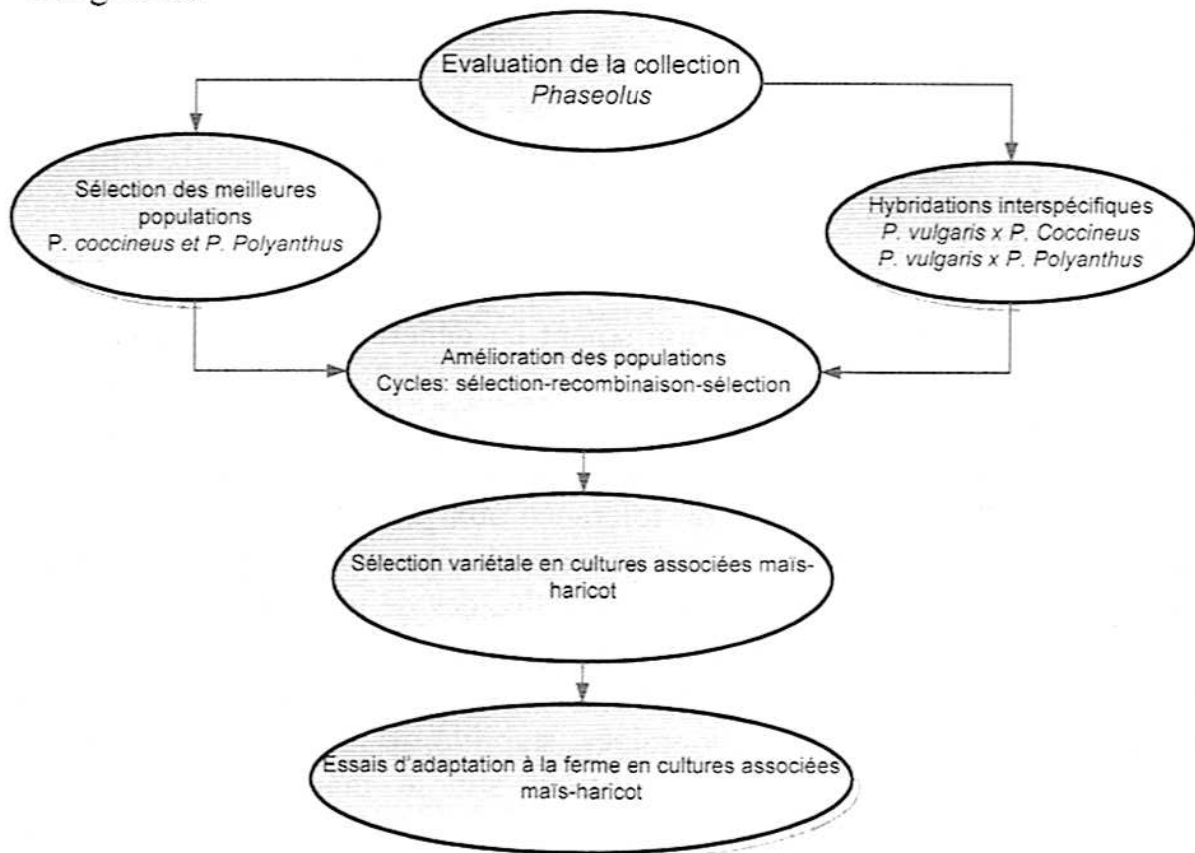 Evaluation de la collection
Phaseolus
Sélection des meilleures
populations
P. coccineus et P. Polyanthus
Hybridations interspécifiques
P. vulgaris x P. Coccineus
P. vulgaris x P. Polyanthus
Amélioration des populations
Cycles: sélection-recombinaison-sélection
Sélection variétale en cultures associées maïs-
haricot
Essais d'adaptation à la ferme en cultures associées
maïs-haricot